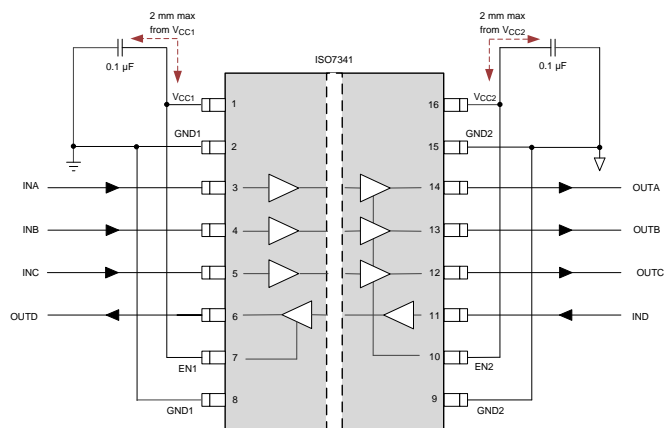 2 mm max
from VCC1
2 mm max
from VCC2
0.1 µF
ISO7341
0.1 µF
VCC1
1
16
VCC2
GND1
2
15
GND2
INA
3
14
OUTA
INB
4
13
OUTB
INC
5
12
OUTC
OUTD
6
11
IND
EN1
7
10
EN2
GND1
8
9
GND2